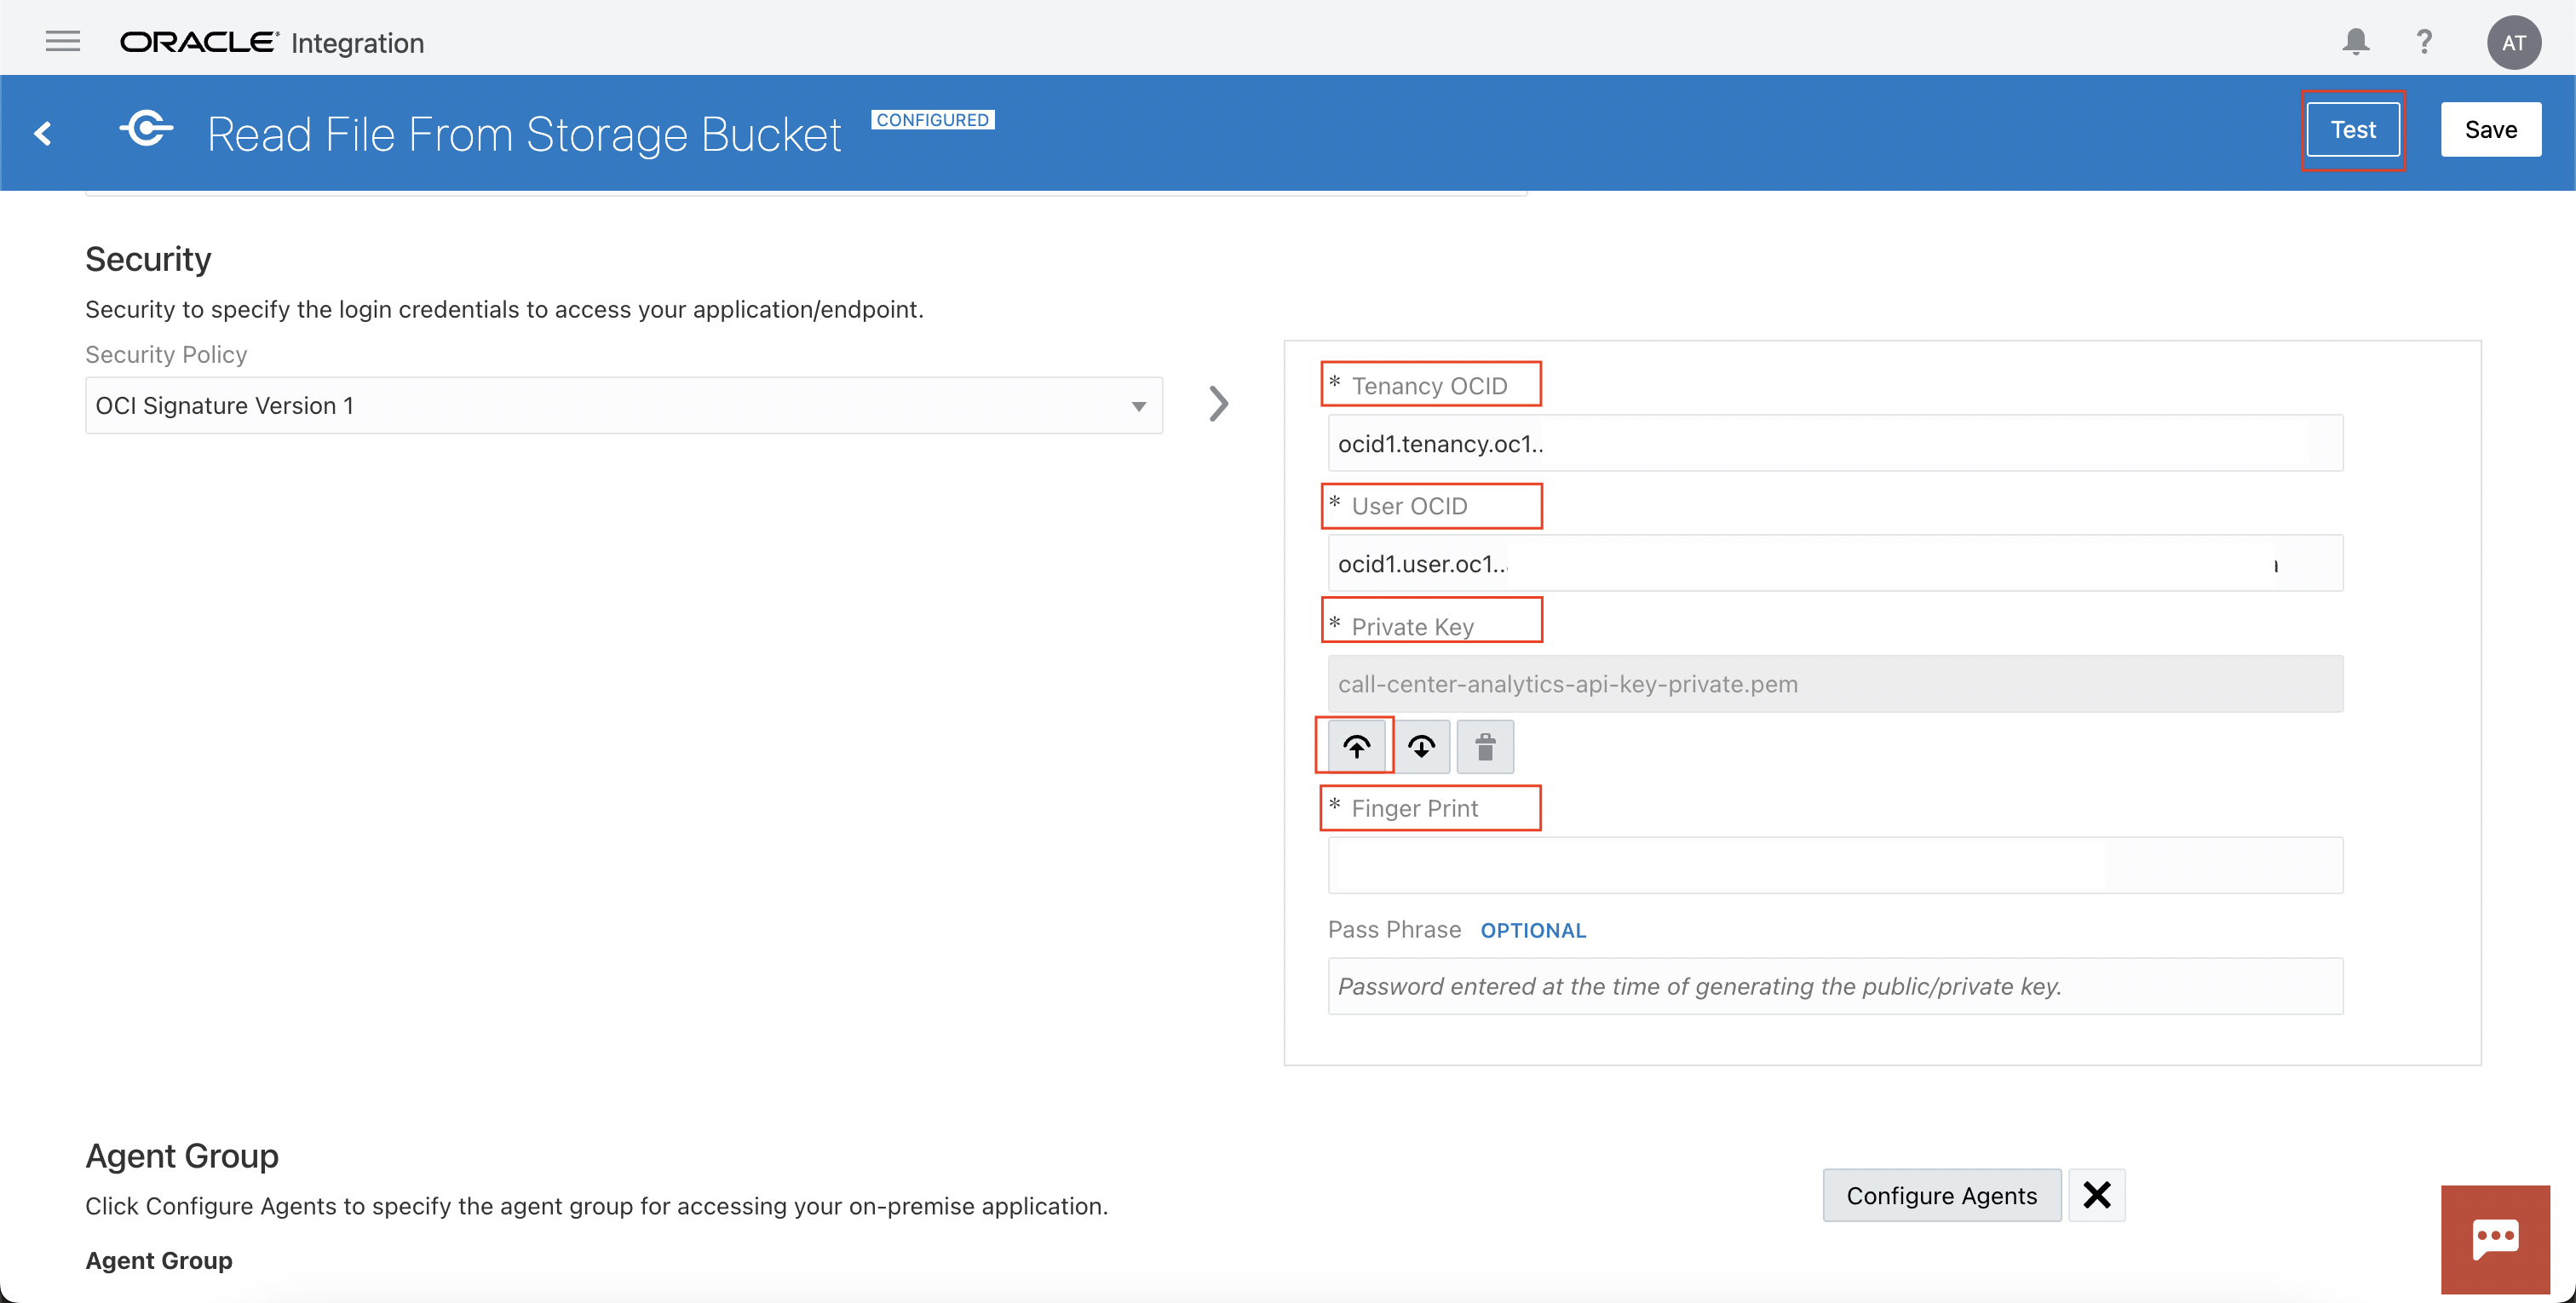 ORACLE Integration
?
AT
Read File From Storage Bucket
CONFIGURED
Test
Save
Security
Security to specify the login credentials to access your application/endpoint.
Security Policy
OCI Signature Version 1
* Tenancy OCID
ocid1.tenancy.oc1..
* User OCID
ocid1.user.oc1..
* Private Key
call-center-analytics-api-key-private.pem
* Finger Print
Pass Phrase OPTIONAL
Password entered at the time of generating the public/private key.
Agent Group
Click Configure Agents to specify the agent group for accessing your on-premise application.
Configure Agents
Agent Group